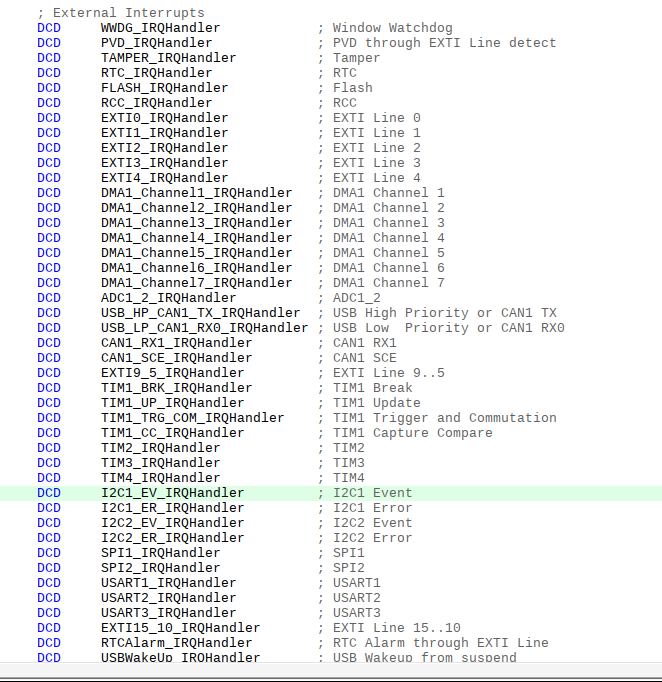 ; External Interrupts
DCD     WWDG_IRQHandler            ; Window Watchdog
DCD     PVD_IRQHandler             ; PVD through EXTI Line detect
DCD     TAMPER_IRQHandler          ; Tamper
DCD     RTC_IRQHandler             ; RTC
DCD     FLASH_IRQHandler           ; Flash
DCD     RCC_IRQHandler             ; RCC
DCD     EXTI0_IRQHandler           ; EXTI Line 0
DCD     EXTI1_IRQHandler           ; EXTI Line 1
DCD     EXTI2_IRQHandler           ; EXTI Line 2
DCD     EXTI3_IRQHandler           ; EXTI Line 3
DCD     EXTI4_IRQHandler           ; EXTI Line 4
DCD     DMA1_Channel1_IRQHandler   ; DMA1 Channel 1
DCD     DMA1_Channel2_IRQHandler   ; DMA1 Channel 2
DCD     DMA1_Channel3_IRQHandler   ; DMA1 Channel 3
DCD     DMA1_Channel4_IRQHandler   ; DMA1 Channel 4
DCD     DMA1_Channel5_IRQHandler   ; DMA1 Channel 5
DCD     DMA1_Channel6_IRQHandler   ; DMA1 Channel 6
DCD     DMA1_Channel7_IRQHandler   ; DMA1 Channel 7
DCD     ADC1_2_IRQHandler          ; ADC1_2
DCD     USB_HP_CAN1_TX_IRQHandler  ; USB High Priority or CAN1 TX
DCD     USB_LP_CAN1_RX0_IRQHandler ; USB Low  Priority or CAN1 RX0
DCD     CAN1_RX1_IRQHandler        ; CAN1 RX1
DCD     CAN1_SCE_IRQHandler        ; CAN1 SCE
DCD     EXTI9_5_IRQHandler         ; EXTI Line 9..5
DCD     TIM1_BRK_IRQHandler        ; TIM1 Break
DCD     TIM1_UP_IRQHandler         ; TIM1 Update
DCD     TIM1_TRG_COM_IRQHandler    ; TIM1 Trigger and Commutation
DCD     TIM1_CC_IRQHandler         ; TIM1 Capture Compare
DCD     TIM2_IRQHandler            ; TIM2
DCD     TIM3_IRQHandler            ; TIM3
DCD     TIM4_IRQHandler            ; TIM4
DCD     I2C1_EV_IRQHandler         ; I2C1 Event
DCD     I2C1_ER_IRQHandler         ; I2C1 Error
DCD     I2C2_EV_IRQHandler         ; I2C2 Event
DCD     I2C2_ER_IRQHandler         ; I2C2 Error
DCD     SPI1_IRQHandler            ; SPI1
DCD     SPI2_IRQHandler            ; SPI2
DCD     USART1_IRQHandler          ; USART1
DCD     USART2_IRQHandler          ; USART2
DCD     USART3_IRQHandler          ; USART3
DCD     EXTI15_10_IRQHandler       ; EXTI Line 15..10
DCD     RTCAlarm_IRQHandler        ; RTC Alarm through EXTI Line
DCD     USBWakeUp_IRQHandler       ; USB Wakeup from suspend